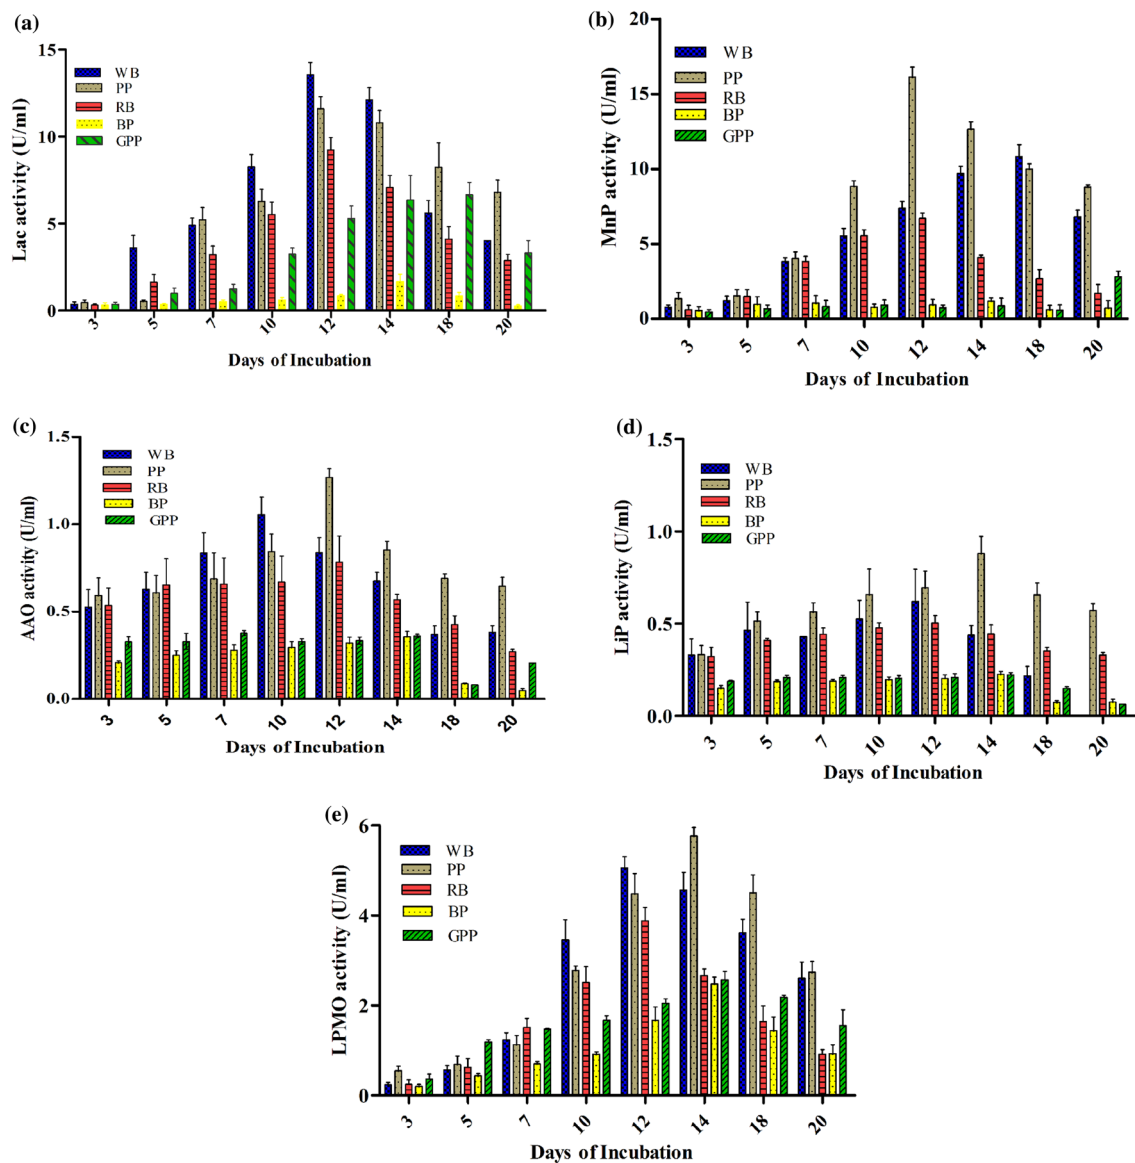 (a)
Lac activity (U/ml)
15
10
5
0
WB
PP
RB
BP
GPP
3 5 7 10 12 14 18 20
Days of Incubation
(b)
MnP activity (U/ml)
20
15
10
5
0
WB
PP
RB
BP
GPP
3 5 7 10 12 14 18 20
Days of Incubation
(c)
AAO activity (U/ml)
1.5
1.0
0.5
0.0
WB
PP
RB
BP
GPP
3 5 7 10 12 14 18 20
Days of Incubation
(d)
LiP activity (U/ml)
1.5
1.0
0.5
0.0
WB
PP
RB
BP
GPP
3 5 7 10 12 14 18 20
Days of Incubation
(e)
LPMO activity (U/ml)
6
4
2
0
WB
PP
RB
BP
GPP
3 5 7 10 12 14 18 20
Days of Incubation